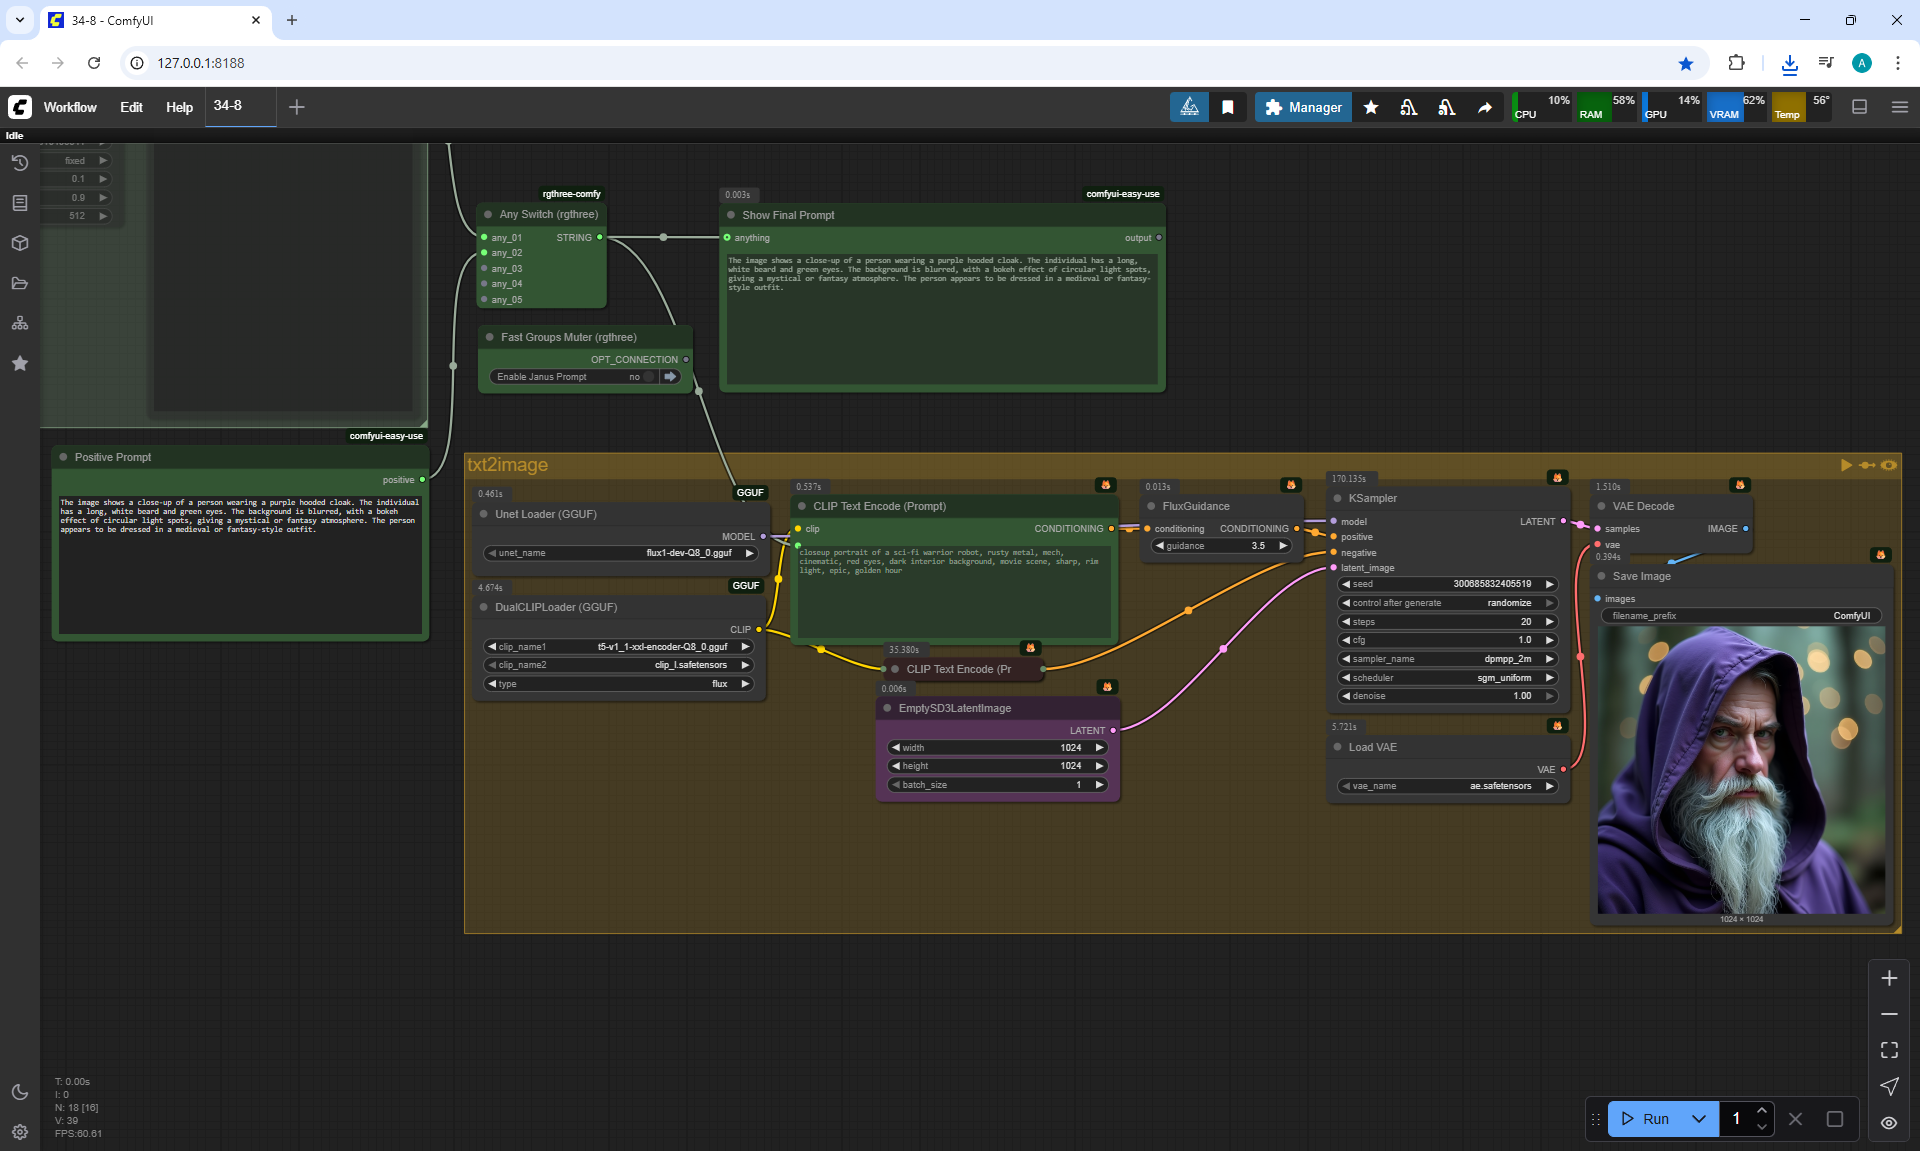 34-8 - ComfyUI
127.0.0.1:8188
A
Workflow
Edit
Help
34-8
Manager
10%
CPU
58%
RAM
14%
GPU
62%
VRAM
56°
Temp
Idle
fixed
0.1
0.9
512
rgthree-comfy
Any Switch (rgthree)
any_01
STRING
any_02
any_03
any_04
any_05
Fast Groups Muter (rgthree)
OPT_CONNECTION
Enable Janus Prompt
no
0.003s
comfyui-easy-use
Show Final Prompt
anything
output
The image shows a close-up of a person wearing a purple hooded cloak. The individual has a long,
white beard and green eyes. The background is blurred, with a bokeh effect of circular light spots,
giving a mystical or fantasy atmosphere. The person appears to be dressed in a medieval or fantasy-
style outfit.
comfyui-easy-use
Positive Prompt
positive
The image shows a close-up of a person wearing a purple hooded cloak. The individual
has a long, white beard and green eyes. The background is blurred, with a bokeh
effect of circular light spots, giving a mystical or fantasy atmosphere. The person
appears to be dressed in a medieval or fantasy-style outfit.
txt2image
0.461s
GGUF
Unet Loader (GGUF)
MODEL
unet_name
flux1-dev-Q8_0.gguf
4.674s
GGUF
DualCLIPLoader (GGUF)
CLIP
clip_name1
t5-v1_1-xxl-encoder-Q8_0.gguf
clip_name2
clip_l.safetensors
type
flux
0.537s
CLIP Text Encode (Prompt)
clip
CONDITIONING
closeup portrait of a sci-fi warrior robot, rusty metal, mech,
cinematic, red eyes, dark interior background, movie scene, sharp, rim
light, epic, golden hour
35.380s
CLIP Text Encode (Pr
0.006s
EmptySD3LatentImage
LATENT
width
1024
height
1024
batch_size
1
0.013s
FluxGuidance
conditioning
CONDITIONING
guidance
3.5
170.135s
KSampler
model
LATENT
positive
negative
latent_image
seed
300685832405519
control after generate
randomize
steps
20
cfg
1.0
sampler_name
dpmpp_2m
scheduler
sgm_uniform
denoise
1.00
5.721s
Load VAE
VAE
vae_name
ae.safetensors
1.510s
VAE Decode
samples
IMAGE
vae
0.394s
Save Image
images
filename_prefix
ComfyUI
1024 × 1024
T: 0.00s
I: 0
N: 18 [16]
V: 39
FPS:60.61
Run
1